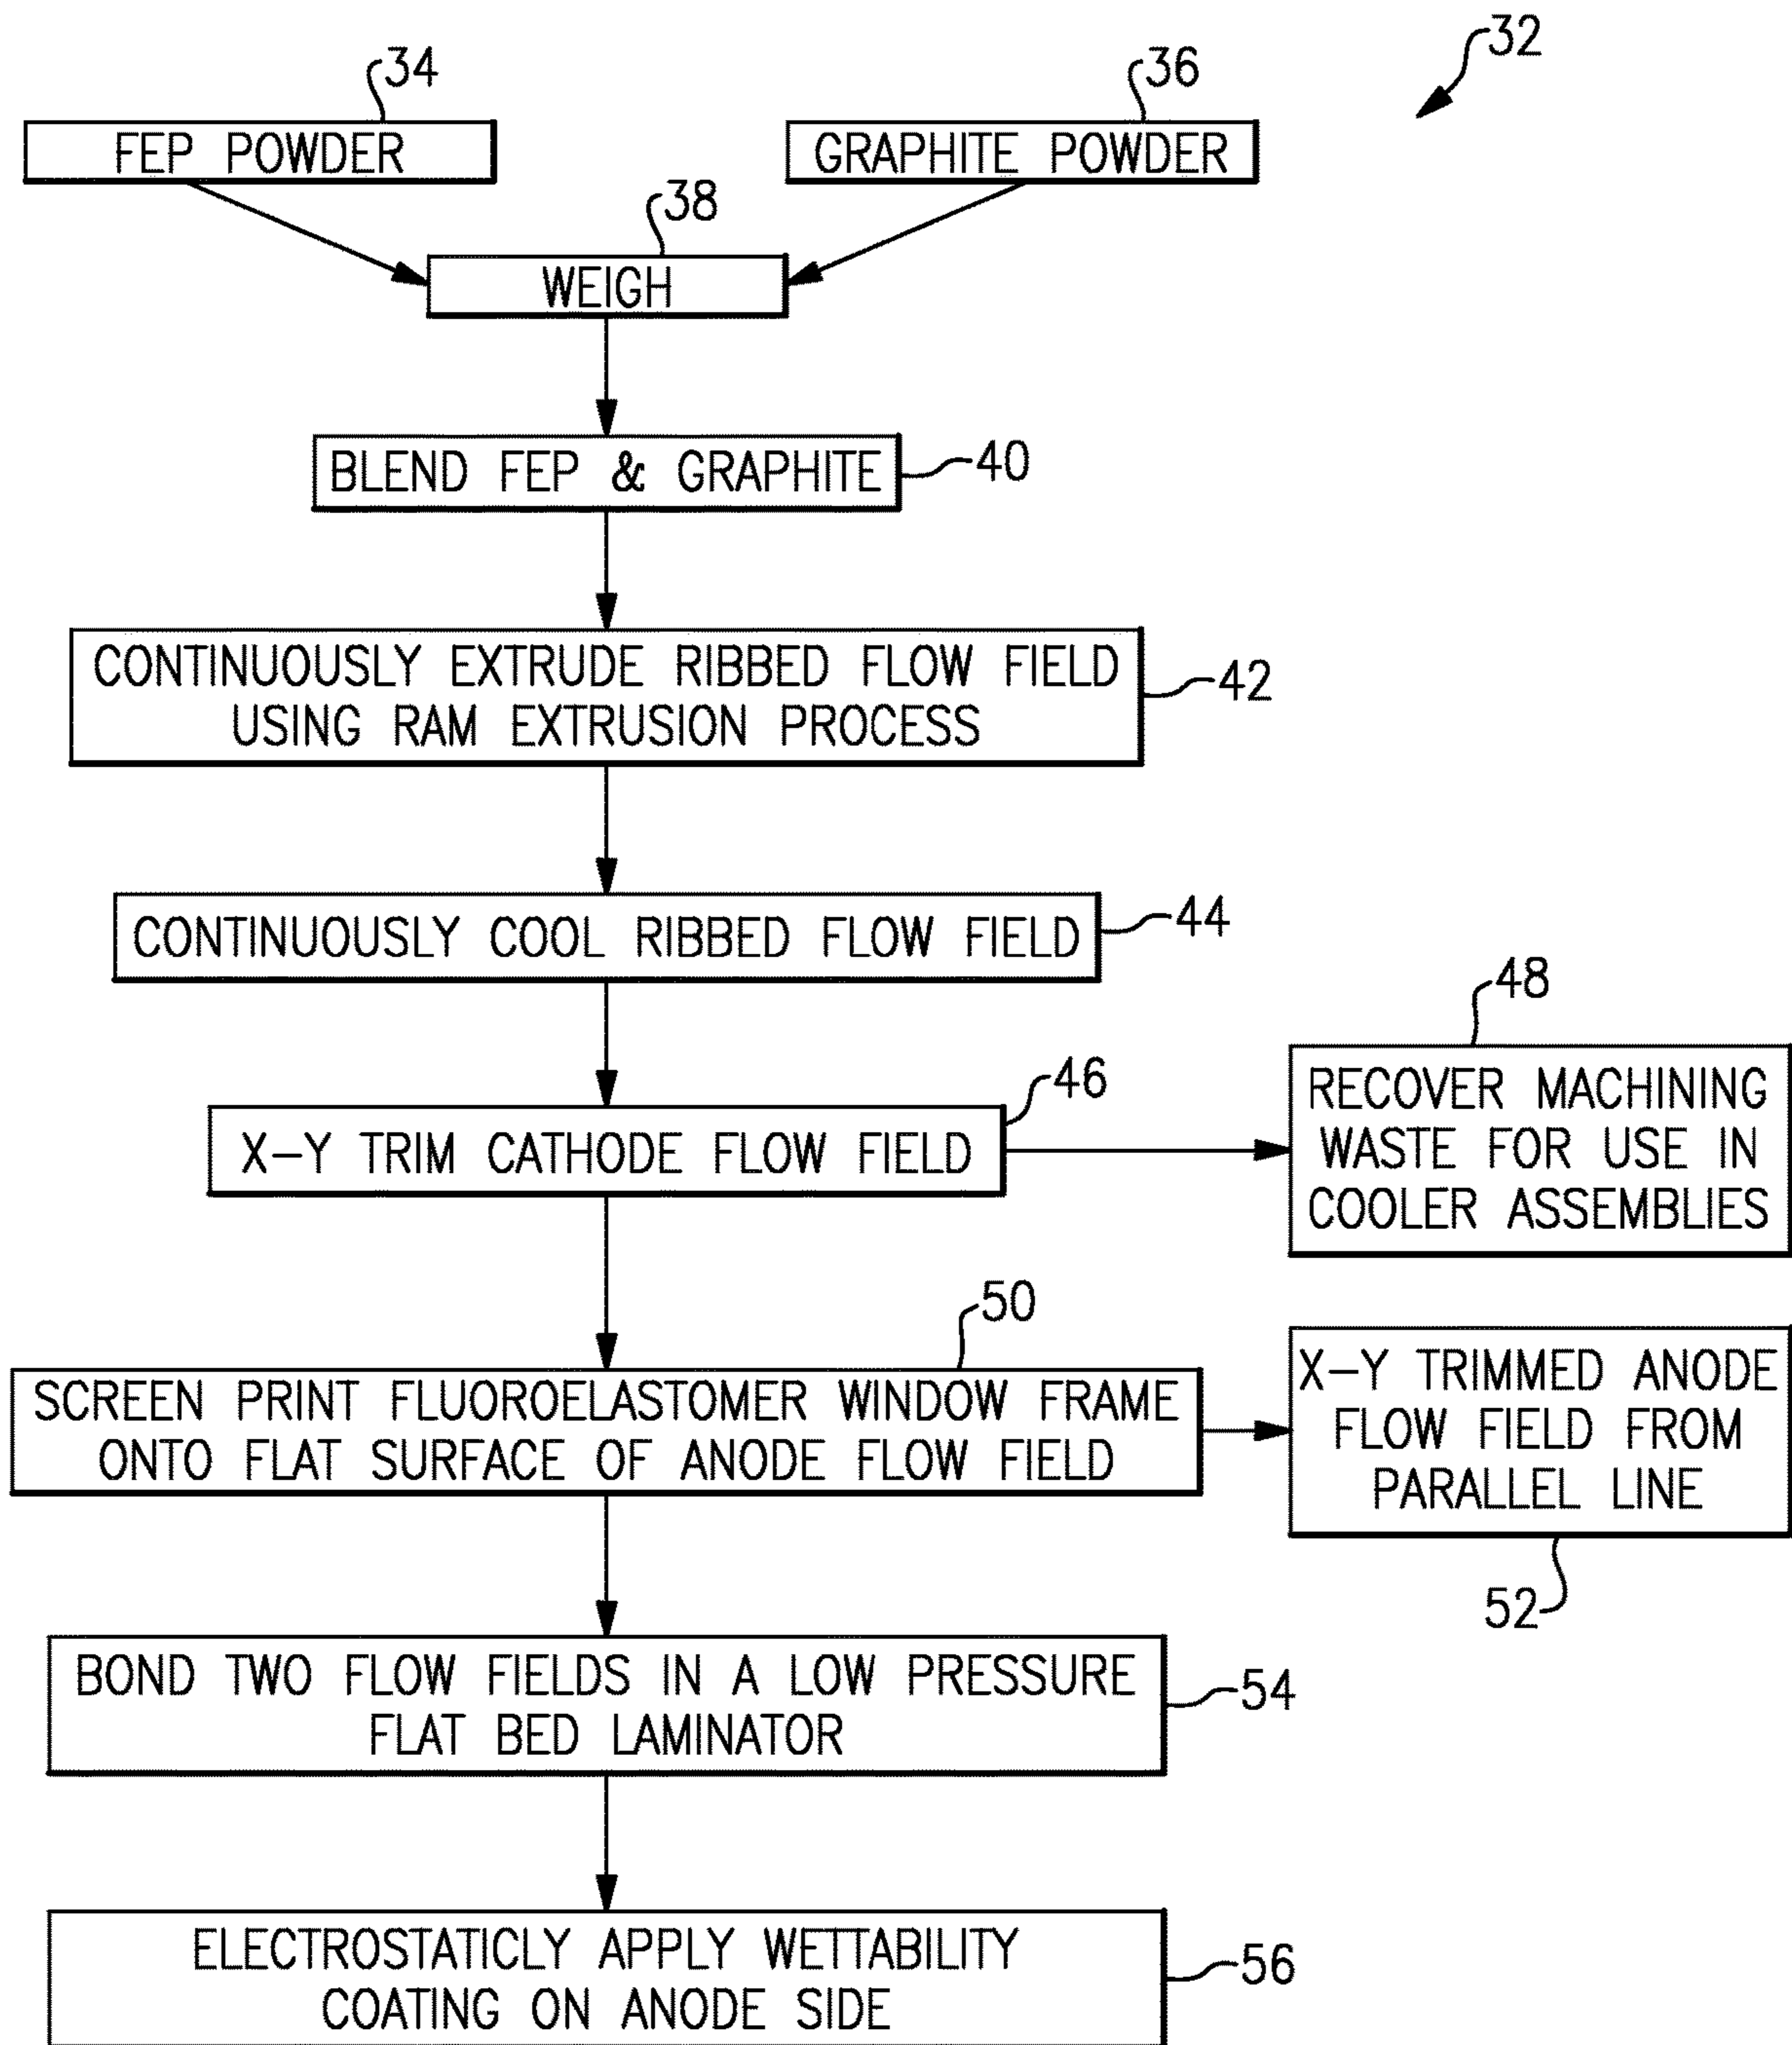 32
34
36
FEP POWDER
GRAPHITE POWDER
38
WEIGH
BLEND FEP & GRAPHITE
40
CONTINUOUSLY EXTRUDE RIBBED FLOW FIELD
USING RAM EXTRUSION PROCESS
42
CONTINUOUSLY COOL RIBBED FLOW FIELD
44
46
X-Y TRIM CATHODE FLOW FIELD
48
RECOVER MACHINING
WASTE FOR USE IN
COOLER ASSEMBLIES
50
SCREEN PRINT FLUOROELASTOMER WINDOW FRAME
ONTO FLAT SURFACE OF ANODE FLOW FIELD
X-Y TRIMMED ANODE
FLOW FIELD FROM
PARALLEL LINE
52
BOND TWO FLOW FIELDS IN A LOW PRESSURE
FLAT BED LAMINATOR
54
ELECTROSTATICLY APPLY WETTABILITY
COATING ON ANODE SIDE
56